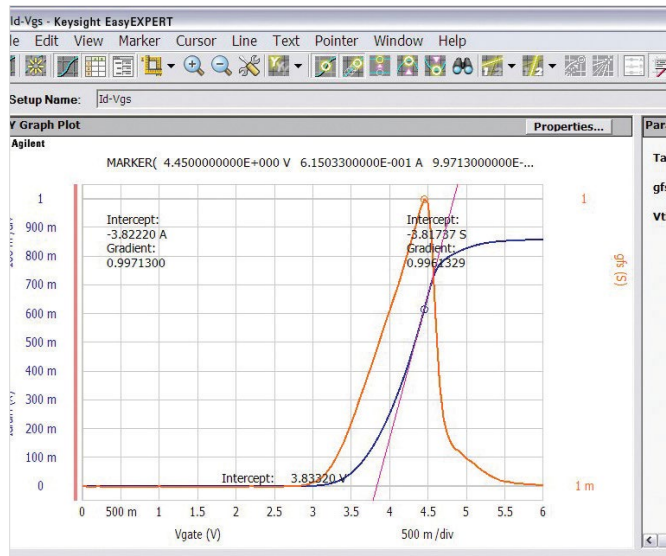 Id-Vgs - Keysight EasyEXPERT
le Edit View Marker Cursor Line Text Pointer Window Help
Setup Name: Id-Vgs
Y Graph Plot Properties... Par
Agilent
MARKER( 4.4500000000E+000 V 6.1503300000E-001 A 9.9713000000E-...
Ta
gfs
Vt
1
900 m
800 m
700 m
600 m
500 m
400 m
300 m
200 m
100 m
0
Intercept:
-3.82220 A
Gradient:
0.9971300
Intercept:
-3.81737 S
Gradient:
0.9961329
Intercept: 3.83320 V
1
gfs (S)
1 m
0 500 m 1 1.5 2 2.5 3 3.5 4 4.5 5 5.5 6
Vgate (V) 500 m/div